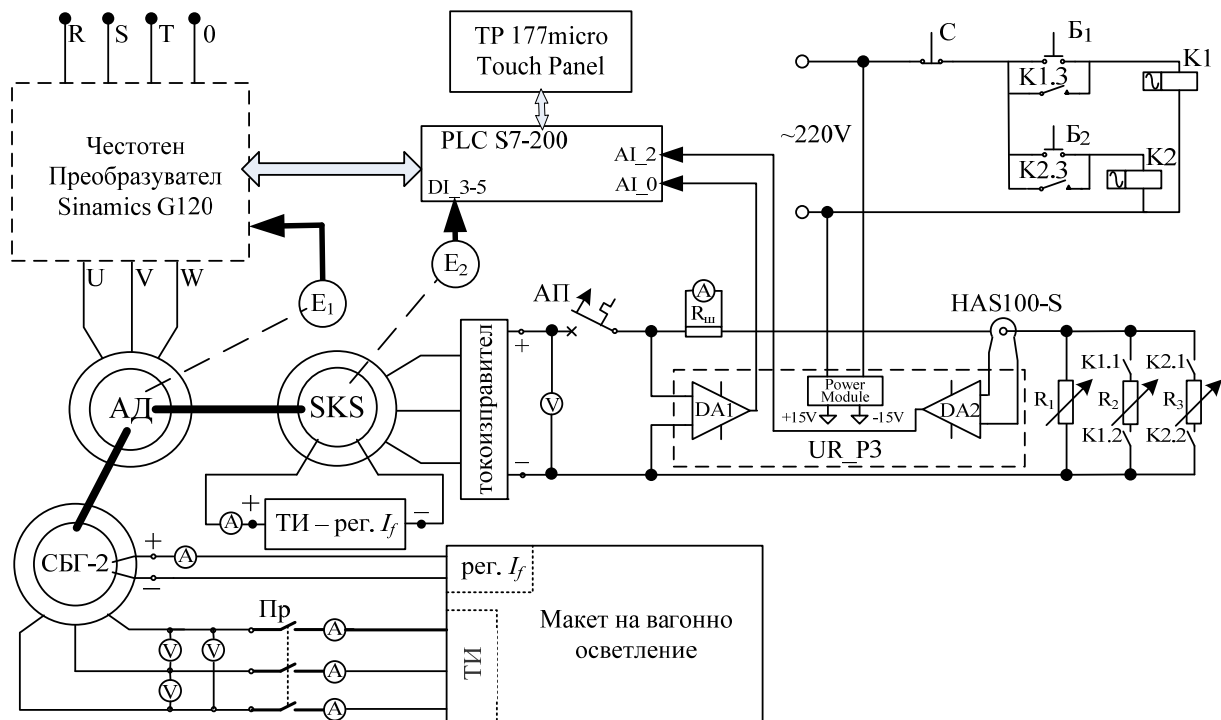 R S T 0
TP 177micro
Touch Panel
Честотен
Преобразувател
Sinamics G120
PLC S7-200
AI_2
AI_0
DI_3-5
C
Б1
K1
K1.3
~220V
Б2
K2
K2.3
U V W
E1
E2
АП
A
Rш
HAS100-S
АД
SKS
токоизправител
+
−
V
DA1
Power
Module
+15V
-15V
DA2
UR_P3
R1
K1.1
R2
K1.2
K2.1
R3
K2.2
A
+
−
ТИ – рег. If
СБГ-2
+
−
A
рег. If
Макет на вагонно
осветление
ТИ
Пр
V
V
V
A
A
A